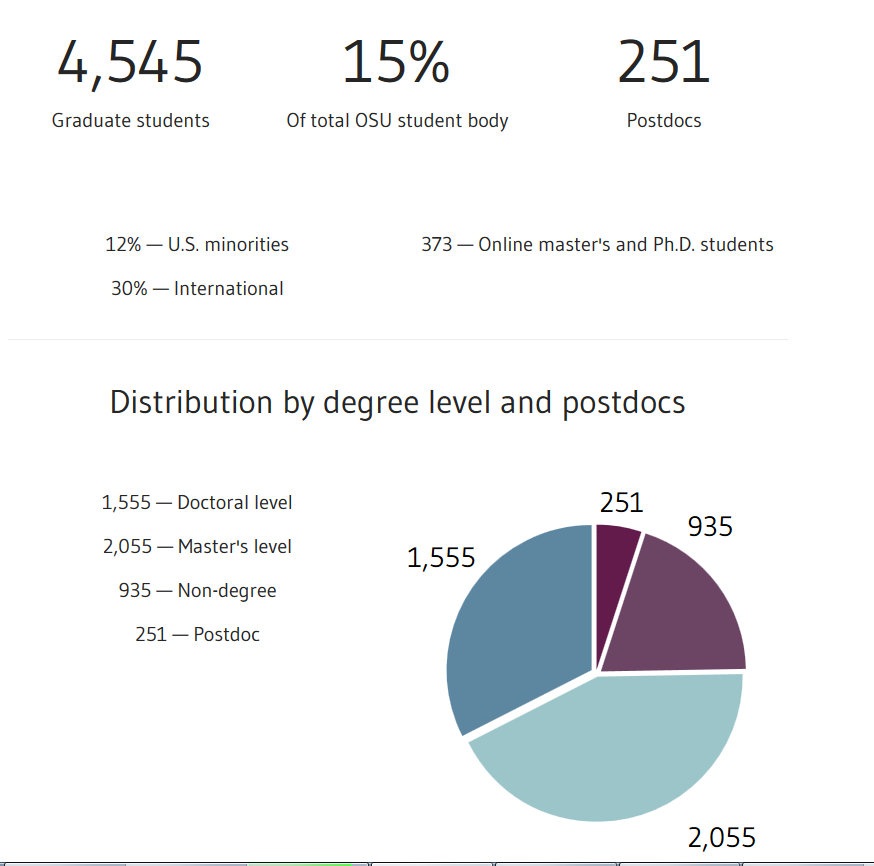 4,545
15%
251
Graduate students
Of total OSU student body
Postdocs
12% — U.S. minorities
373 — Online master's and Ph.D. students
30% — International
Distribution by degree level and postdocs
1,555 — Doctoral level
2,055 — Master's level
935 — Non-degree
251 — Postdoc
251
935
1,555
2,055